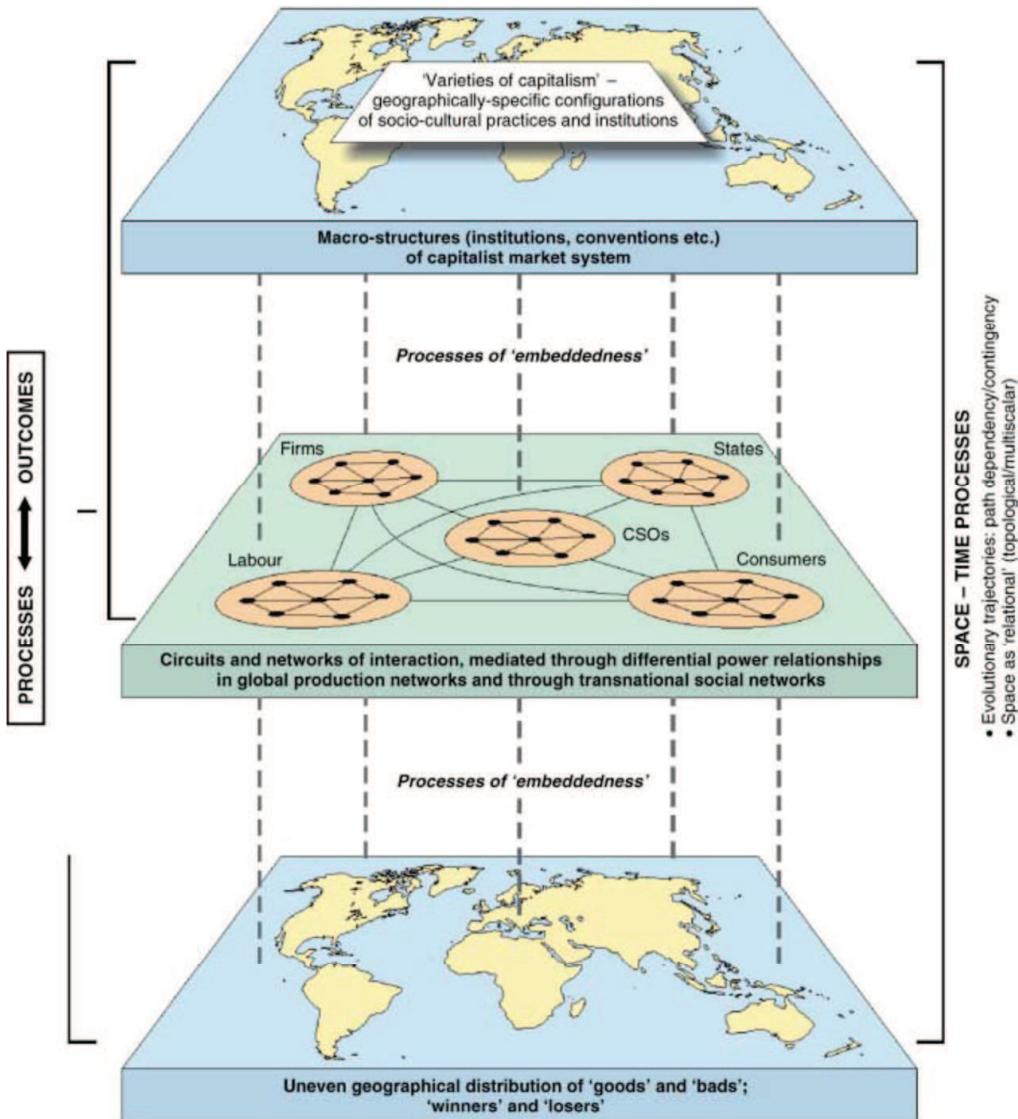 'Varieties of capitalism' –
geographically-specific configurations
of socio-cultural practices and institutions
Macro-structures (institutions, conventions etc.)
of capitalist market system
Processes of 'embeddedness'
Firms
States
CSOs
Labour
Consumers
Circuits and networks of interaction, mediated through differential power relationships
in global production networks and through transnational social networks
Processes of 'embeddedness'
Uneven geographical distribution of 'goods' and 'bads';
'winners' and 'losers'
PROCESSES ⟷ OUTCOMES
SPACE – TIME PROCESSES
• Evolutionary trajectories: path dependency/contingency
• Space as 'relational' (topological/multiscalar)